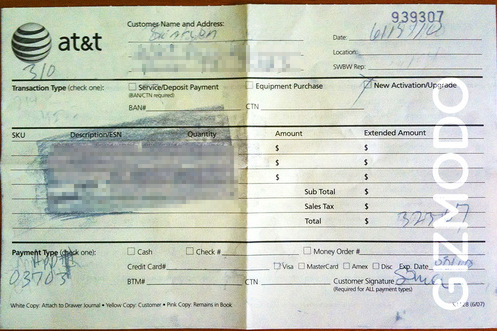 939307
Customer Name and Address:
at&t
Date:
Location:
SWBW Rep:
310
Transaction Type (check one): Service/Deposit Payment Equipment Purchase New Activation/Upgrade
(BAN/CTN required)
BAN# CTN
SKU Description/ESN Quantity Amount Extended Amount
$ $
$ $
$ $
Sub Total $
Sales Tax $
Total $
Payment Type (check one): Cash Check # Money Order#
Credit Card# Visa MasterCard Amex Disc Exp. Date
03703
BTM# CTN Customer Signature
(Required for ALL payment types)
White Copy: Attach to Drawer Journal • Yellow Copy: Customer • Pink Copy: Remains in Book (6/07)
GIZMODO